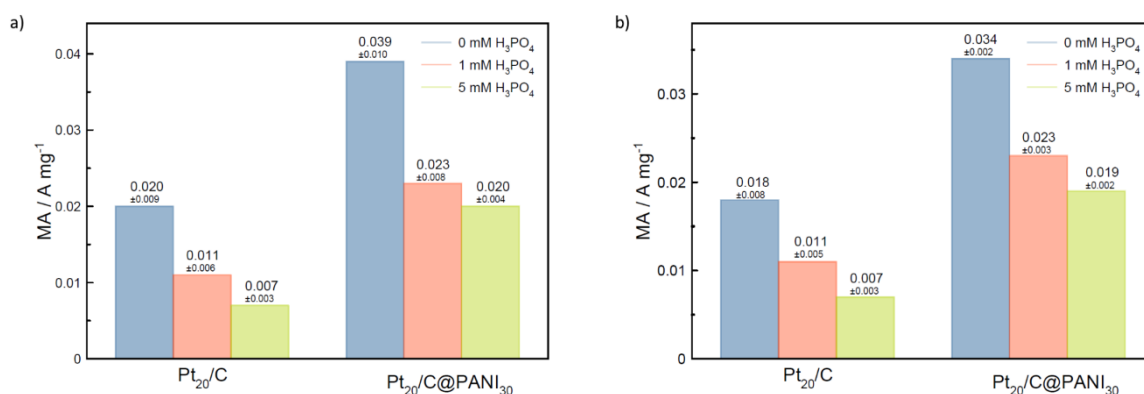 a)
MA / A mg⁻¹
0.04
0.03
0.02
0.01
0
0 mM H₃PO₄
1 mM H₃PO₄
5 mM H₃PO₄
0.020
±0.009
0.011
±0.006
0.007
±0.003
0.039
±0.010
0.023
±0.008
0.020
±0.004
Pt₂₀/C
Pt₂₀/C@PANI₃₀
b)
MA / A mg⁻¹
0.03
0.02
0.01
0
0 mM H₃PO₄
1 mM H₃PO₄
5 mM H₃PO₄
0.018
±0.008
0.011
±0.005
0.007
±0.003
0.034
±0.002
0.023
±0.003
0.019
±0.002
Pt₂₀/C
Pt₂₀/C@PANI₃₀